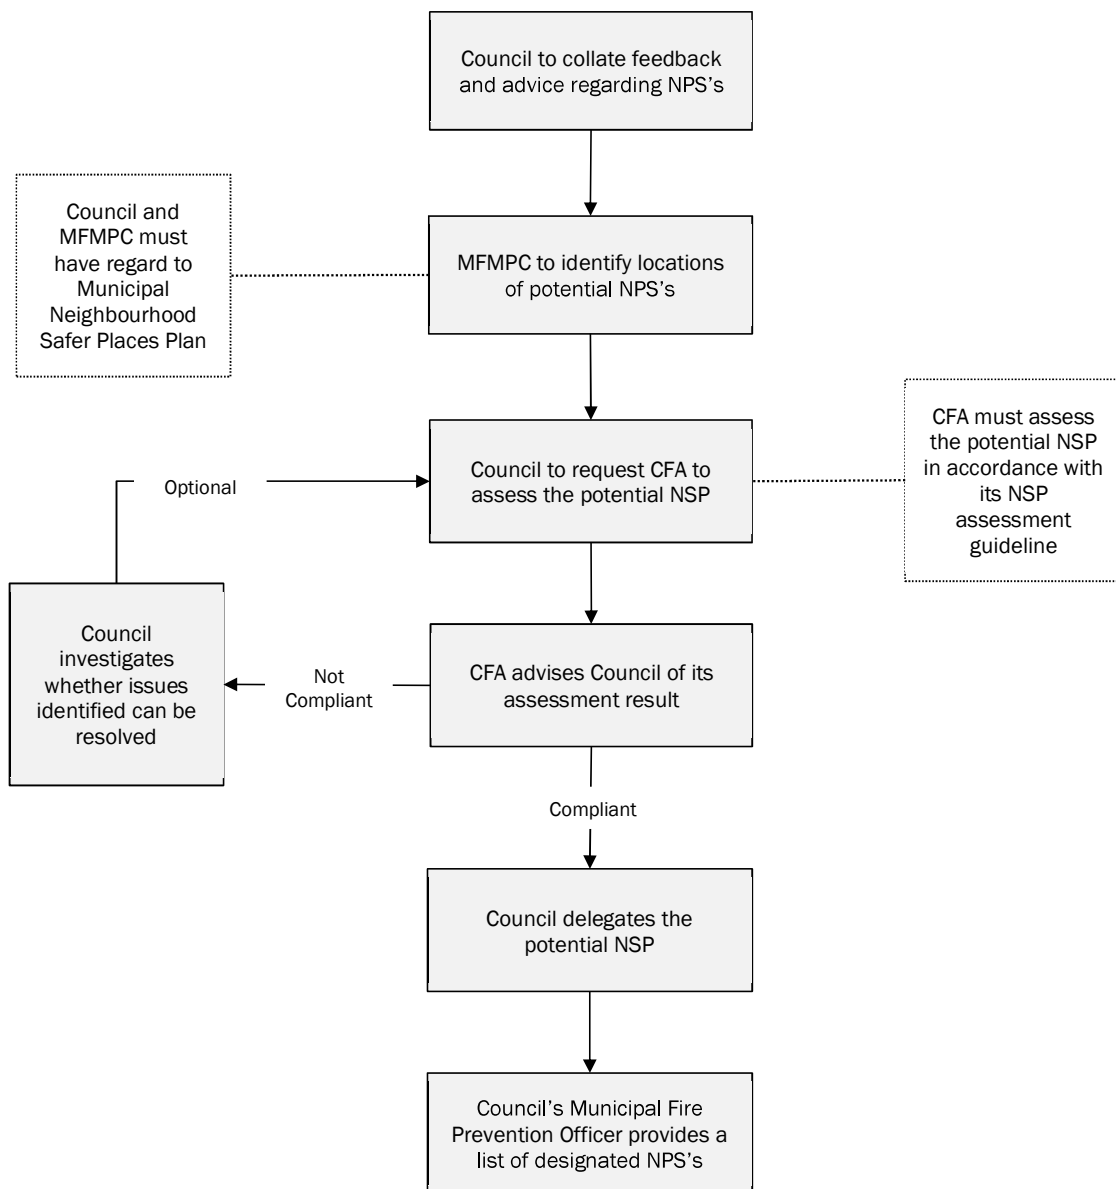 Council to collate feedback
and advice regarding NPS's
Council and
MFMPC must
have regard to
Municipal
Neighbourhood
Safer Places Plan
MFMPC to identify locations
of potential NPS's
CFA must assess
the potential NSP
in accordance with
its NSP
assessment
guideline
Council to request CFA to
assess the potential NSP
Optional
Council
investigates
whether issues
identified can be
resolved
Not
Compliant
CFA advises Council of its
assessment result
Compliant
Council delegates the
potential NSP
Council's Municipal Fire
Prevention Officer provides a
list of designated NPS's